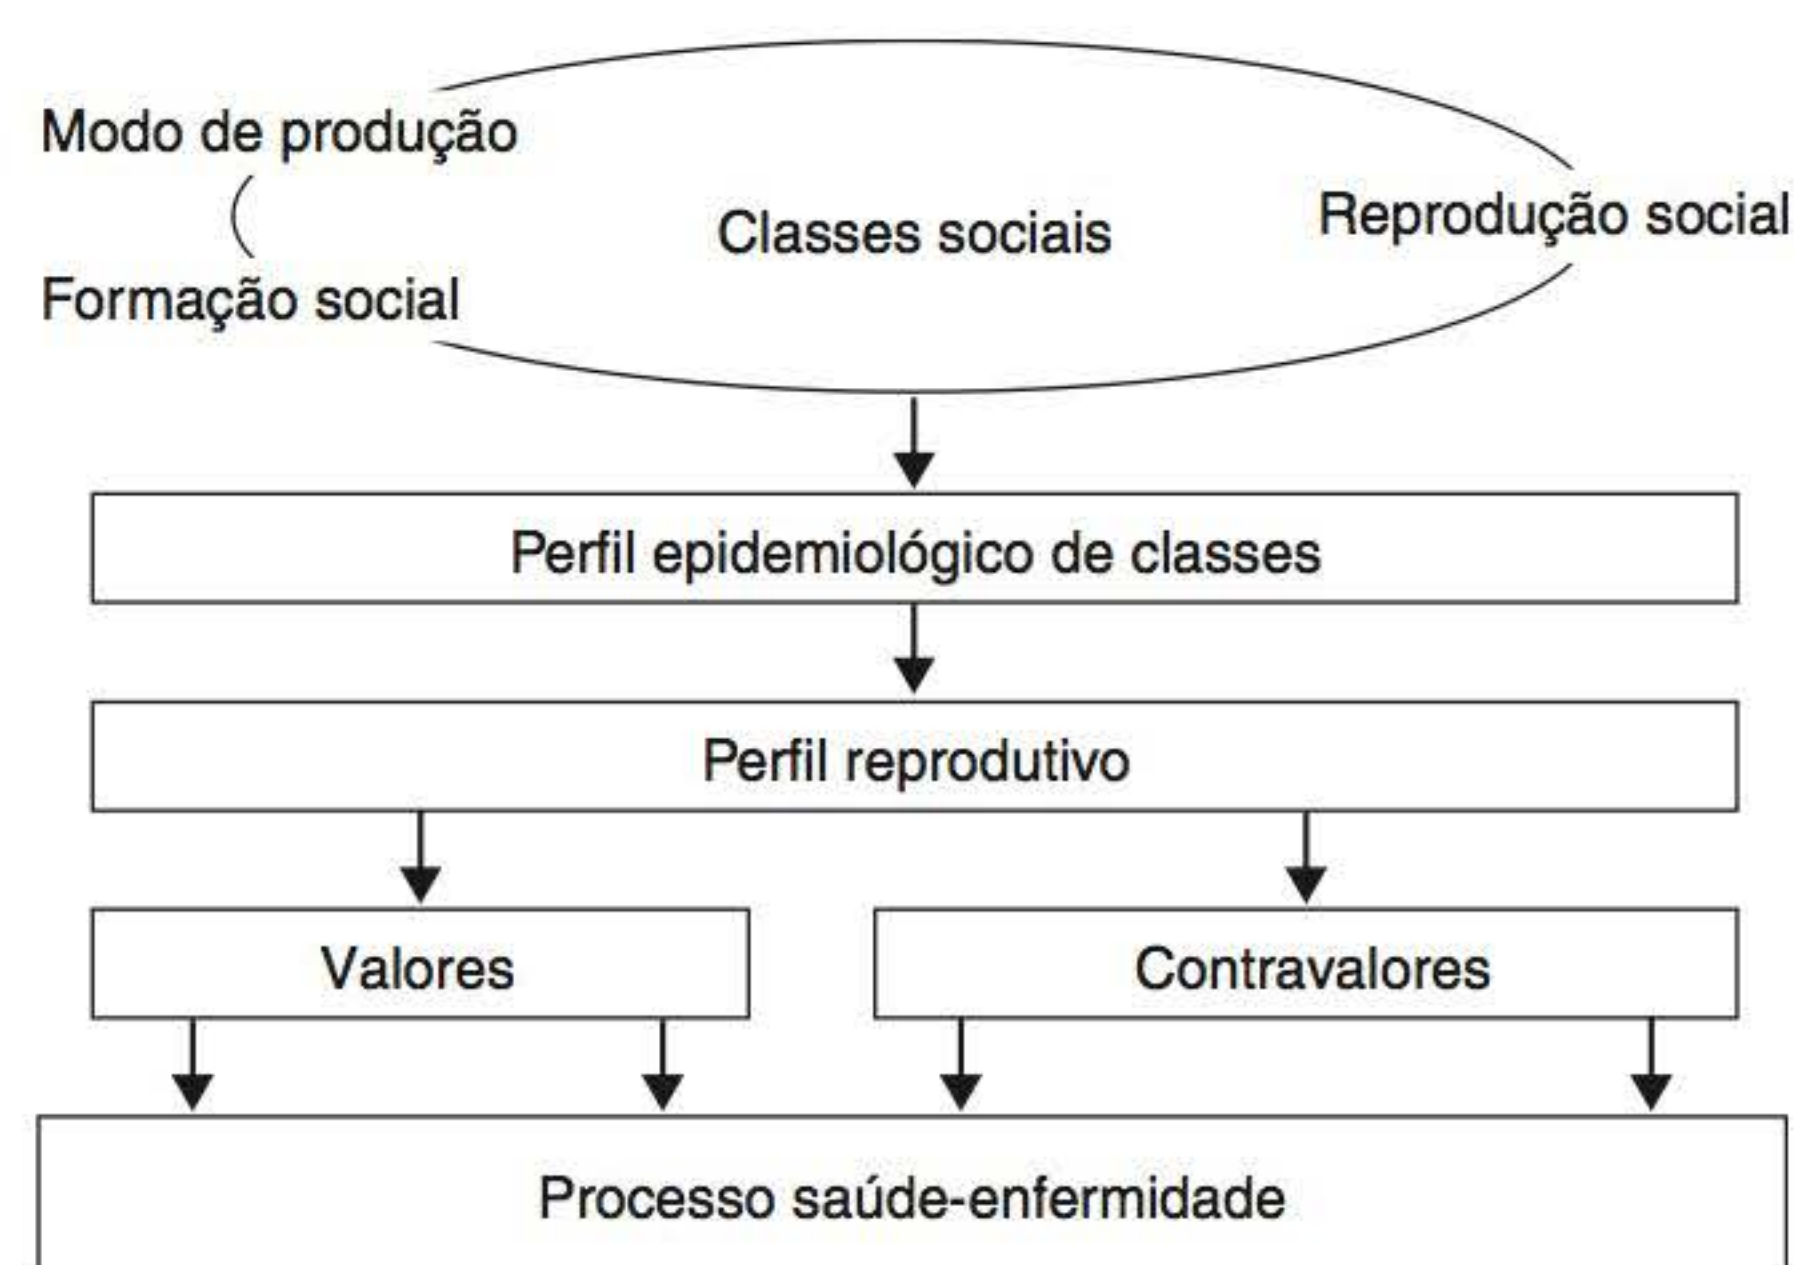 Modo de produção
Classes sociais
Reprodução social
Formação social
Perfil epidemiológico de classes
Perfil reprodutivo
Valores
Contravalores
Processo saúde-enfermidade